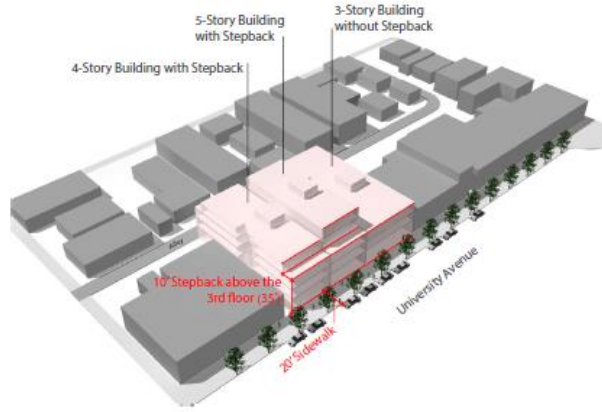 5-Story Building
with Stepback
3-Story Building
without Stepback
4-Story Building with Stepback
Alley
10' Stepback above the
3rd floor (35')
University Avenue
20' Sidewalk